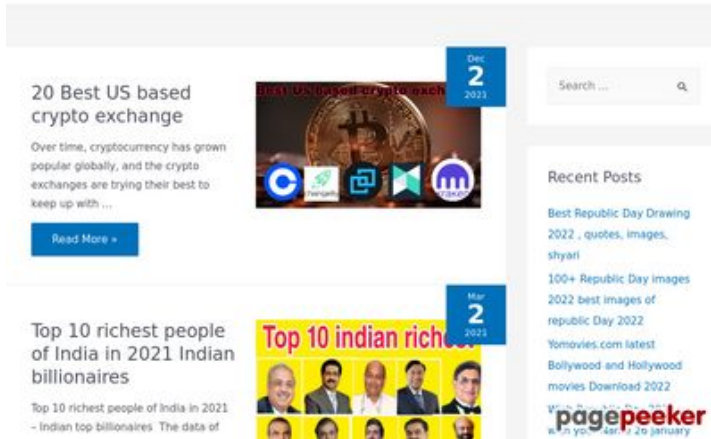 20 Best US based
crypto exchange
Over time, cryptocurrency has grown
popular globally, and the crypto
exchanges are trying their best to
keep up with ...
Read More »
Best Us based crypto exch
Dec
2
2021
changelly
kraken
Top 10 richest people
of India in 2021 Indian
billionaires
Top 10 richest people of India in 2021
– Indian top billionaires The data of
Top 10 indian riches
Mar
2
2021
Search ...
Recent Posts
Best Republic Day Drawing
2022 , quotes, images,
shyari
100+ Republic Day images
2022 best images of
republic Day 2022
Yomovies.com latest
Bollywood and Hollywood
movies Download 2022
26 January
pagepeeker